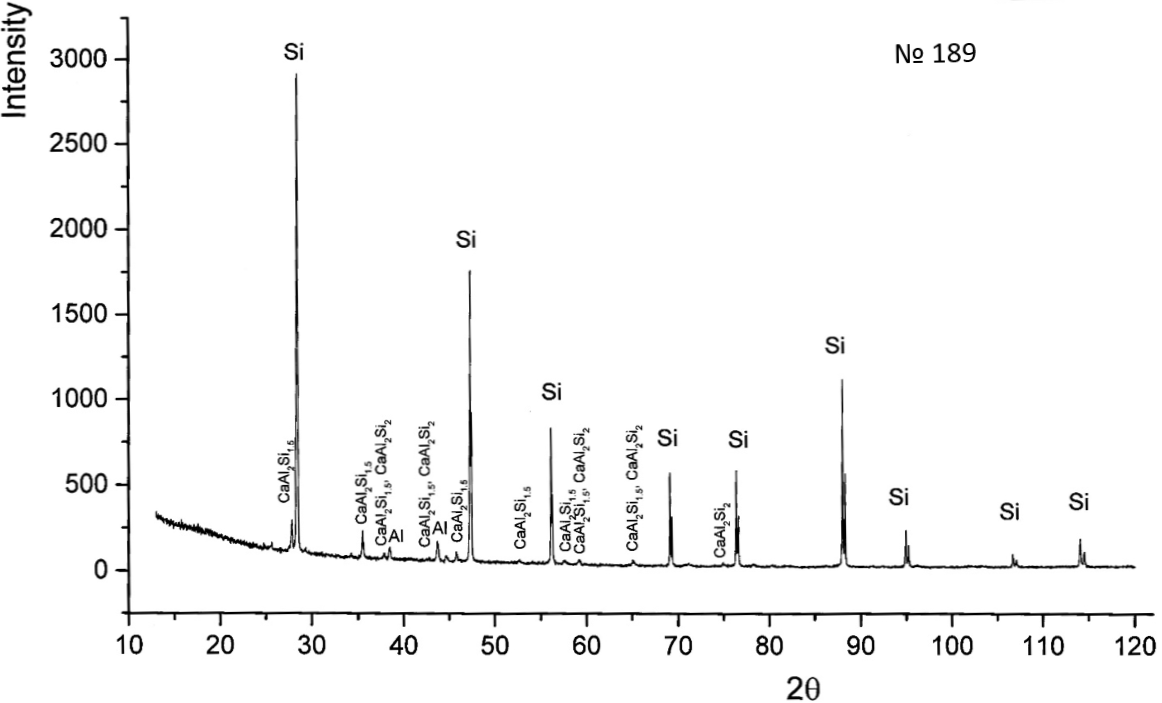 Intensity
№ 189
3000
2500
2000
1500
1000
500
0
Si
Si
Si
Si
Si
Si
Si
Si
Si
CaAl₂Si₁.₅
CaAl₂Si₁.₅
CaAl₂Si₁.₅, CaAl₂Si₂
Al
CaAl₂Si₁.₅, CaAl₂Si₂
Al
CaAl₂Si₁.₅
CaAl₂Si₁.₅
CaAl₂Si₁.₅
CaAl₂Si₁.₅, CaAl₂Si₂
CaAl₂Si₁.₅, CaAl₂Si₂
CaAl₂Si₂
10 20 30 40 50 60 70 80 90 100 110 120
2θ